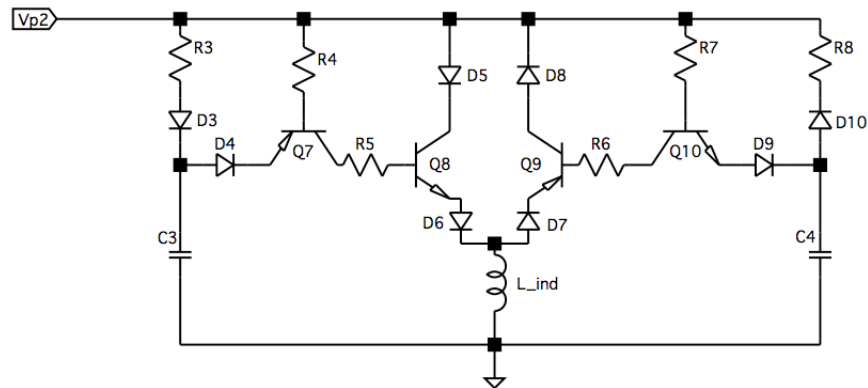 Vp2
R3
R4
D5
D8
R7
R8
D3
D4
Q7
R5
Q8
Q9
R6
Q10
D9
D10
D6
D7
C3
L_ind
C4